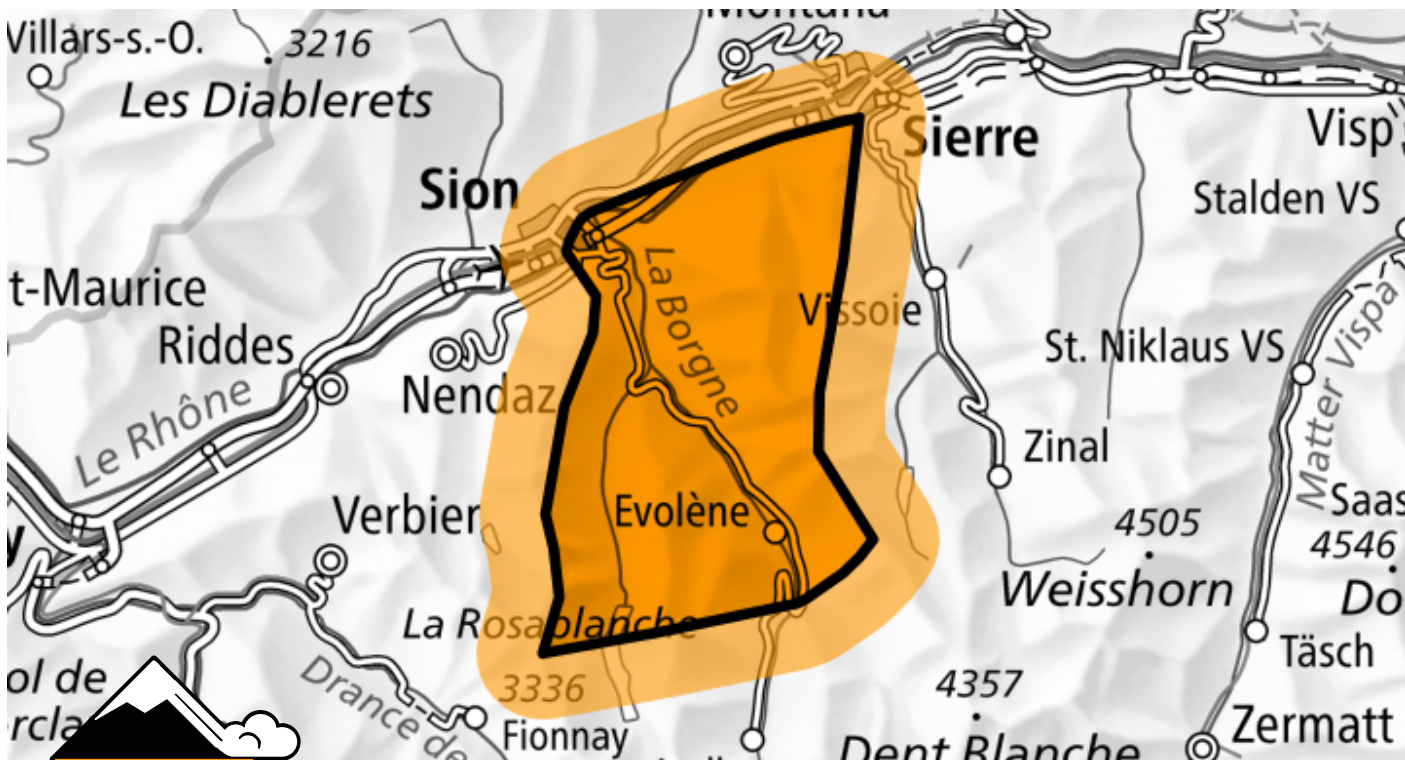 Montana
Villars-s.-O.
3216
Les Diablerets
Sierre
Visp
Sion
Stalden VS
La Borgne
t-Maurice
Vissoie
Riddes
St. Niklaus VS
Matter Vispa
Nendaz
Le Rhône
Zinal
Verbier
Evolène
Saas
4505
4546
y
Weisshorn
Do
La Rosablanche
Täsch
ol de
3336
4357
Drance de
Zermatt
Fionnay
Dent Blanche